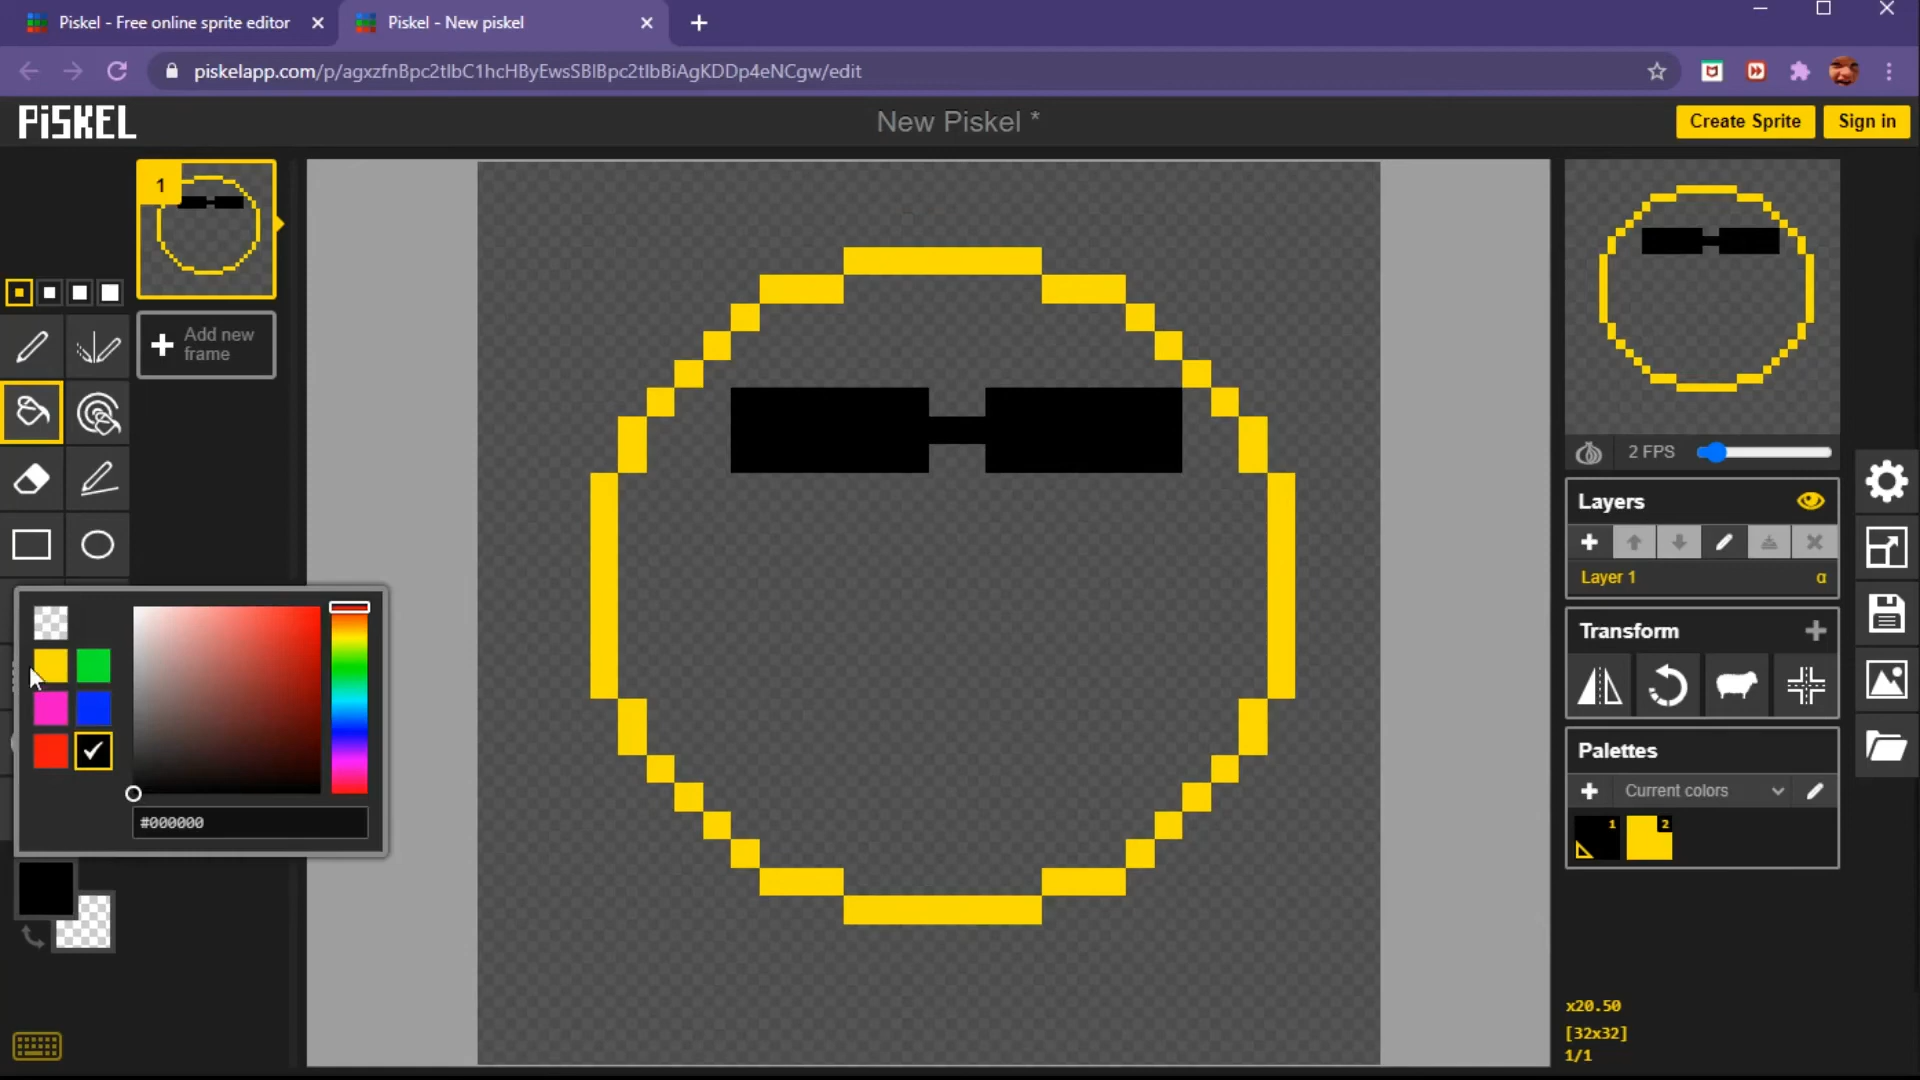 Piskel - Free online sprite editor
Piskel - New piskel
piskelapp.com/p/agxzfnBpc2tlbC1hcHByEwsSBlBpc2tlbBiAgKDDp4eNCgw/edit
PiSKEL
New Piskel *
Create Sprite
Sign in
1
Add new
frame
2 FPS
Layers
Layer 1
α
Transform
Palettes
Current colors
1
2
#000000
x20.50
[32x32]
1/1